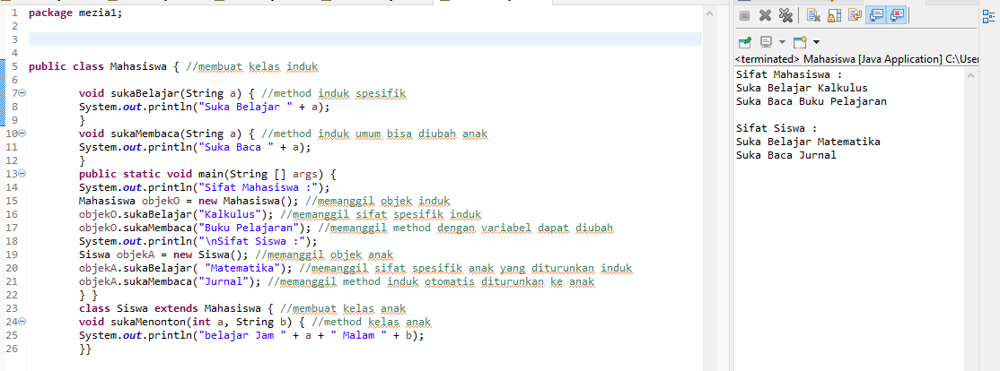 1 package mezia1;
2
3
4
5 public class Mahasiswa { //membuat kelas induk
6
7 void sukaBelajar(String a) { //method induk spesifik
8 System.out.println("Suka Belajar " + a);
9 }
10 void sukaMembaca(String a) { //method induk umum bisa diubah anak
11 System.out.println("Suka Baca " + a);
12 }
13 public static void main(String [] args) {
14 System.out.println("Sifat Mahasiswa :");
15 Mahasiswa objekO = new Mahasiswa(); //memanggil objek induk
16 objekO.sukaBelajar("Kalkulus"); //memanggil sifat spesifik induk
17 objekO.sukaMembaca("Buku Pelajaran"); //memanggil method dengan variabel dapat diubah
18 System.out.println("\nSifat Siswa :");
19 Siswa objekA = new Siswa(); //memanggil objek anak
20 objekA.sukaBelajar( "Matematika"); //memanggil sifat spesifik anak yang diturunkan induk
21 objekA.sukaMembaca("Jurnal"); //memanggil method induk otomatis diturunkan ke anak
22 } }
23 class Siswa extends Mahasiswa { //membuat kelas anak
24 void sukaMenonton(int a, String b) { //method kelas anak
25 System.out.println("belajar Jam " + a + " Malam " + b);
26 }}
<terminated> Mahasiswa [Java Application] C:\User
Sifat Mahasiswa :
Suka Belajar Kalkulus
Suka Baca Buku Pelajaran

Sifat Siswa :
Suka Belajar Matematika
Suka Baca Jurnal